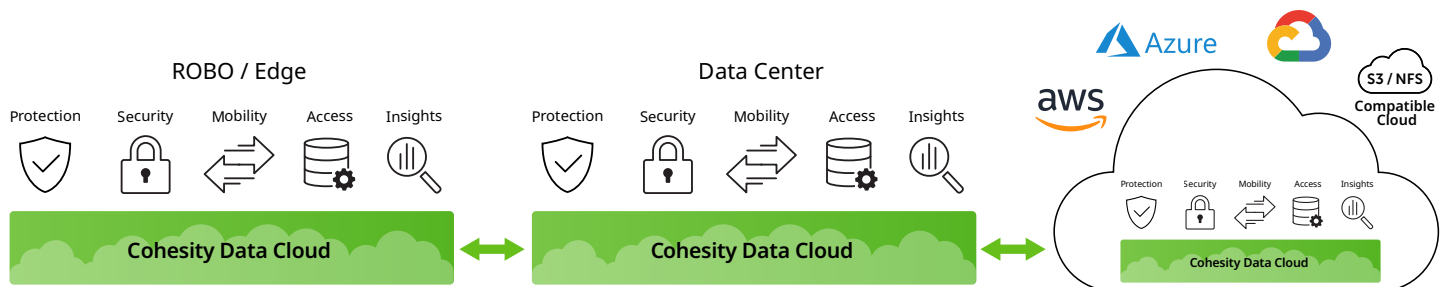 ROBO / Edge
Protection Security Mobility Access Insights
Cohesity Data Cloud
Data Center
Protection Security Mobility Access Insights
Cohesity Data Cloud
Azure
aws
S3 / NFS
Compatible
Cloud
Protection Security Mobility Access Insights
Cohesity Data Cloud